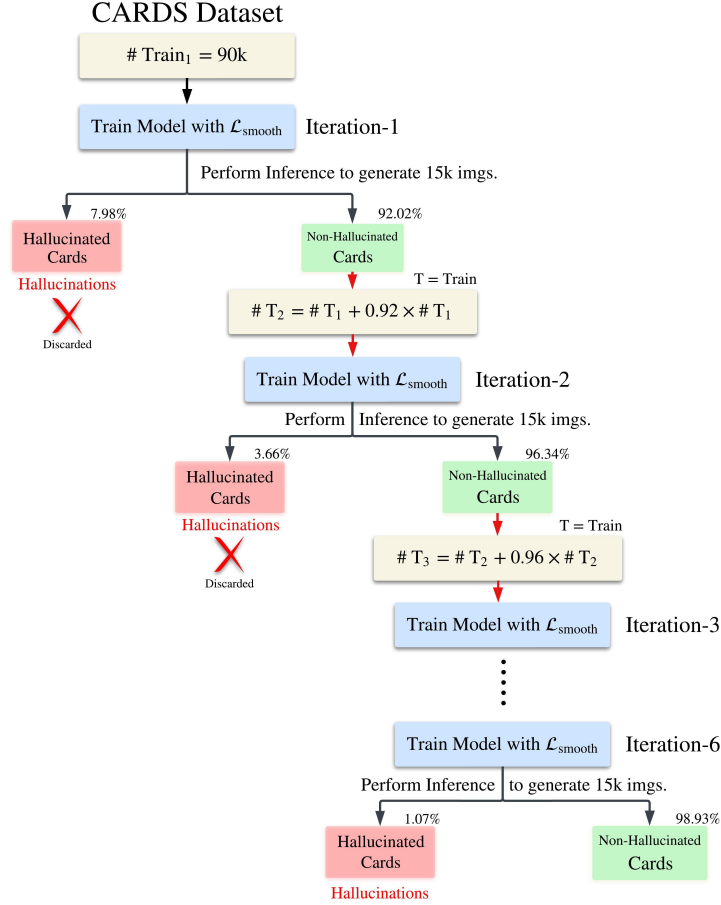 CARDS Dataset
# Train₁ = 90k
Train Model with ℒsmooth Iteration-1
Perform Inference to generate 15k imgs.
7.98%
92.02%
Hallucinated
Cards
Non-Hallucinated
Cards
Hallucinations
Discarded
T = Train
# T₂ = # T₁ + 0.92 × # T₁
Train Model with ℒsmooth Iteration-2
Perform Inference to generate 15k imgs.
3.66%
96.34%
Hallucinated
Cards
Non-Hallucinated
Cards
Hallucinations
Discarded
T = Train
# T₃ = # T₂ + 0.96 × # T₂
Train Model with ℒsmooth Iteration-3
Train Model with ℒsmooth Iteration-6
Perform Inference to generate 15k imgs.
1.07%
98.93%
Hallucinated
Cards
Non-Hallucinated
Cards
Hallucinations